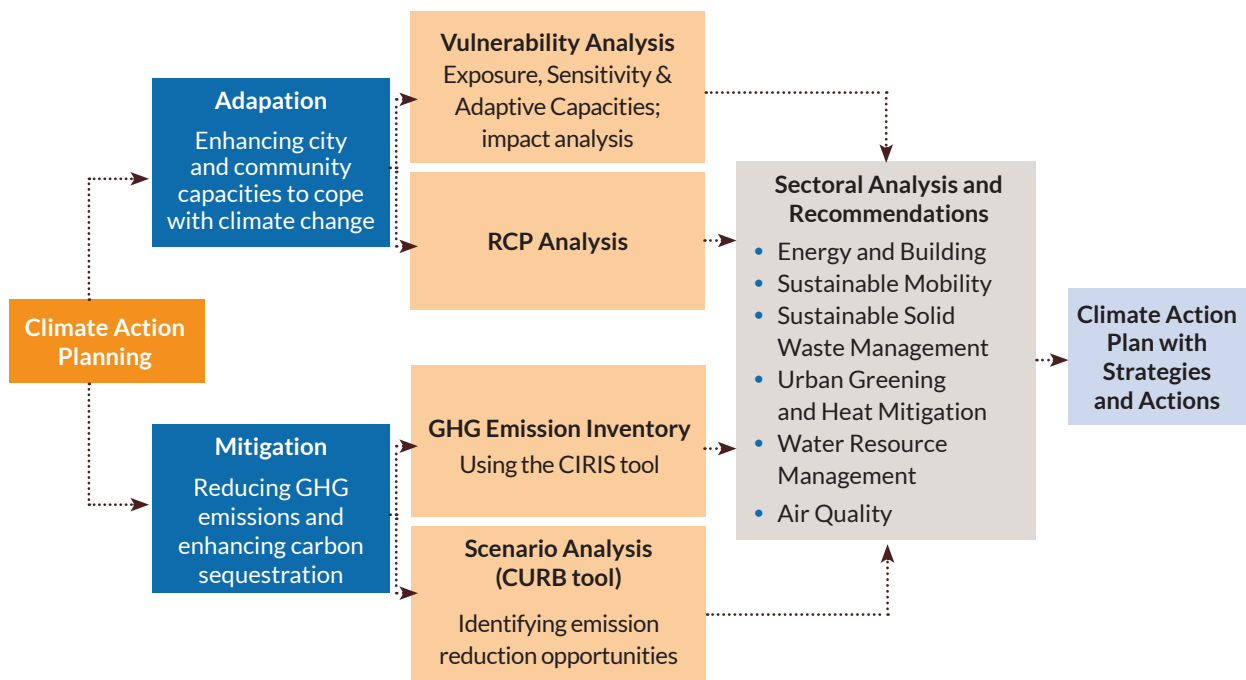 Climate Action
Planning
Adapation
Enhancing city
and community
capacities to cope
with climate change
Mitigation
Reducing GHG
emissions and
enhancing carbon
sequestration
Vulnerability Analysis
Exposure, Sensitivity &
Adaptive Capacities;
impact analysis
RCP Analysis
GHG Emission Inventory
Using the CIRIS tool
Scenario Analysis
(CURB tool)
Identifying emission
reduction opportunities
Sectoral Analysis and
Recommendations
• Energy and Building
• Sustainable Mobility
• Sustainable Solid
Waste Management
• Urban Greening
and Heat Mitigation
• Water Resource
Management
• Air Quality
Climate Action
Plan with
Strategies
and Actions